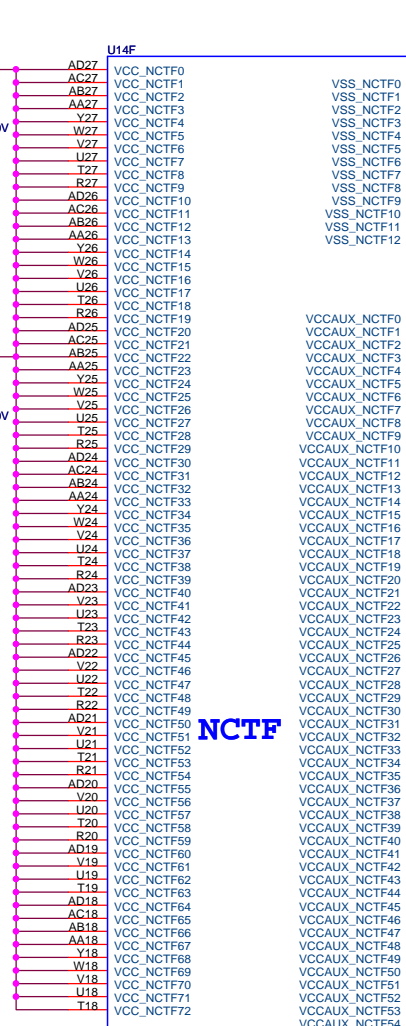 U14F
AD27 VCC_NCTF0
AC27 VCC_NCTF1
AB27 VCC_NCTF2
AA27 VCC_NCTF3
Y27 VCC_NCTF4
W27 VCC_NCTF5
V27 VCC_NCTF6
U27 VCC_NCTF7
T27 VCC_NCTF8
R27 VCC_NCTF9
AD26 VCC_NCTF10
AC26 VCC_NCTF11
AB26 VCC_NCTF12
AA26 VCC_NCTF13
Y26 VCC_NCTF14
W26 VCC_NCTF15
V26 VCC_NCTF16
U26 VCC_NCTF17
T26 VCC_NCTF18
R26 VCC_NCTF19
AD25 VCC_NCTF20
AC25 VCC_NCTF21
AB25 VCC_NCTF22
AA25 VCC_NCTF23
Y25 VCC_NCTF24
W25 VCC_NCTF25
V25 VCC_NCTF26
U25 VCC_NCTF27
T25 VCC_NCTF28
R25 VCC_NCTF29
AD24 VCC_NCTF30
AC24 VCC_NCTF31
AB24 VCC_NCTF32
AA24 VCC_NCTF33
Y24 VCC_NCTF34
W24 VCC_NCTF35
V24 VCC_NCTF36
U24 VCC_NCTF37
T24 VCC_NCTF38
R24 VCC_NCTF39
AD23 VCC_NCTF40
V23 VCC_NCTF41
U23 VCC_NCTF42
T23 VCC_NCTF43
R23 VCC_NCTF44
AD22 VCC_NCTF45
V22 VCC_NCTF46
U22 VCC_NCTF47
T22 VCC_NCTF48
R22 VCC_NCTF49
AD21 VCC_NCTF50
V21 VCC_NCTF51
U21 VCC_NCTF52
T21 VCC_NCTF53
R21 VCC_NCTF54
AD20 VCC_NCTF55
V20 VCC_NCTF56
U20 VCC_NCTF57
T20 VCC_NCTF58
R20 VCC_NCTF59
AD19 VCC_NCTF60
V19 VCC_NCTF61
U19 VCC_NCTF62
T19 VCC_NCTF63
AD18 VCC_NCTF64
AC18 VCC_NCTF65
AB18 VCC_NCTF66
AA18 VCC_NCTF67
Y18 VCC_NCTF68
W18 VCC_NCTF69
V18 VCC_NCTF70
U18 VCC_NCTF71
T18 VCC_NCTF72
NCTF
VSS_NCTF0
VSS_NCTF1
VSS_NCTF2
VSS_NCTF3
VSS_NCTF4
VSS_NCTF5
VSS_NCTF6
VSS_NCTF7
VSS_NCTF8
VSS_NCTF9
VSS_NCTF10
VSS_NCTF11
VSS_NCTF12
VCCAUX_NCTF0
VCCAUX_NCTF1
VCCAUX_NCTF2
VCCAUX_NCTF3
VCCAUX_NCTF4
VCCAUX_NCTF5
VCCAUX_NCTF6
VCCAUX_NCTF7
VCCAUX_NCTF8
VCCAUX_NCTF9
VCCAUX_NCTF10
VCCAUX_NCTF11
VCCAUX_NCTF12
VCCAUX_NCTF13
VCCAUX_NCTF14
VCCAUX_NCTF15
VCCAUX_NCTF16
VCCAUX_NCTF17
VCCAUX_NCTF18
VCCAUX_NCTF19
VCCAUX_NCTF20
VCCAUX_NCTF21
VCCAUX_NCTF22
VCCAUX_NCTF23
VCCAUX_NCTF24
VCCAUX_NCTF25
VCCAUX_NCTF26
VCCAUX_NCTF27
VCCAUX_NCTF28
VCCAUX_NCTF29
VCCAUX_NCTF30
VCCAUX_NCTF31
VCCAUX_NCTF32
VCCAUX_NCTF33
VCCAUX_NCTF34
VCCAUX_NCTF35
VCCAUX_NCTF36
VCCAUX_NCTF37
VCCAUX_NCTF38
VCCAUX_NCTF39
VCCAUX_NCTF40
VCCAUX_NCTF41
VCCAUX_NCTF42
VCCAUX_NCTF43
VCCAUX_NCTF44
VCCAUX_NCTF45
VCCAUX_NCTF46
VCCAUX_NCTF47
VCCAUX_NCTF48
VCCAUX_NCTF49
VCCAUX_NCTF50
VCCAUX_NCTF51
VCCAUX_NCTF52
VCCAUX_NCTF53
VCCAUX_NCTF54